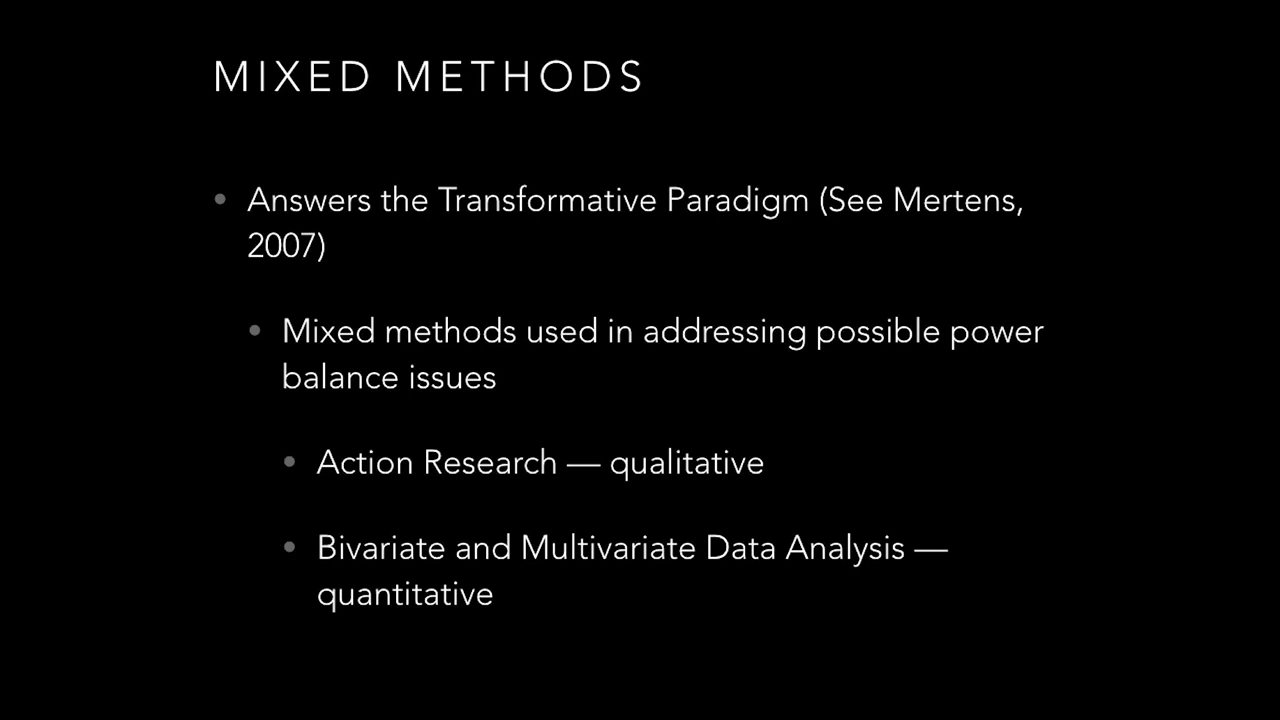 MIXED METHODS
• Answers the Transformative Paradigm (See Mertens,
2007)
• Mixed methods used in addressing possible power
balance issues
• Action Research — qualitative
• Bivariate and Multivariate Data Analysis —
quantitative